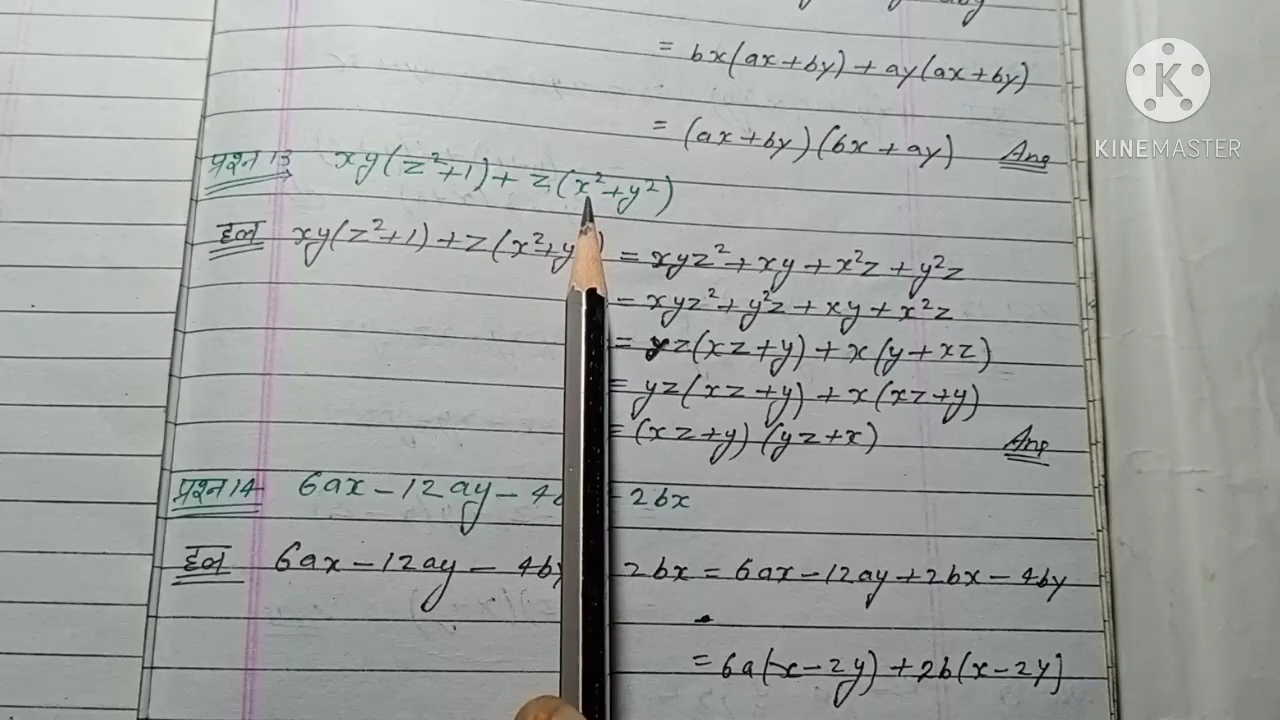 = bx(ax+by)+ay(ax+by)
= (ax+by)(bx+ay) Ans
प्रश्न 13 xy(z²+1)+z(x²+y²)
हल xy(z²+1)+z(x²+y = xyz²+xy+x²z+y²z
= xyz²+y²z+xy+x²z
= yz(xz+y)+x(y+xz)
= yz(xz+y)+x(xz+y)
= (xz+y)(yz+x) Ans
प्रश्न 14 6ax-12ay-4b 2bx
हल 6ax-12ay-4by 2bx = 6ax-12ay+2bx-4by
= 6a(x-2y)+2b(x-2y)
K
KINEMASTER